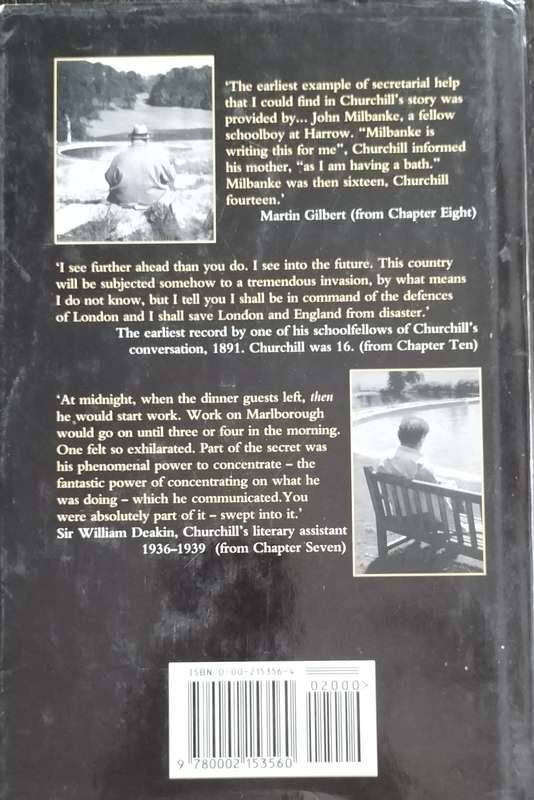 ‘The earliest example of secretarial help
that I could find in Churchill’s story was
provided by... John Milbanke, a fellow
schoolboy at Harrow. “Milbanke is
writing this for me”, Churchill informed
his mother, “as I am having a bath.”
Milbanke was then sixteen, Churchill
fourteen.’
Martin Gilbert (from Chapter Eight)
‘I see further ahead than you do. I see into the future. This country
will be subjected somehow to a tremendous invasion, by what means
I do not know, but I tell you I shall be in command of the defences
of London and I shall save London and England from disaster.’
The earliest record by one of his schoolfellows of Churchill’s
conversation, 1891. Churchill was 16. (from Chapter Ten)
‘At midnight, when the dinner guests left, then
he would start work. Work on Marlborough
would go on until three or four in the morning.
One felt so exhilarated. Part of the secret was
his phenomenal power to concentrate – the
fantastic power of concentrating on what he
was doing – which he communicated. You
were absolutely part of it – swept into it.’
Sir William Deakin, Churchill’s literary assistant
1936–1939 (from Chapter Seven)
ISBN 0-00-215356-4
02000>
9 780002 153560